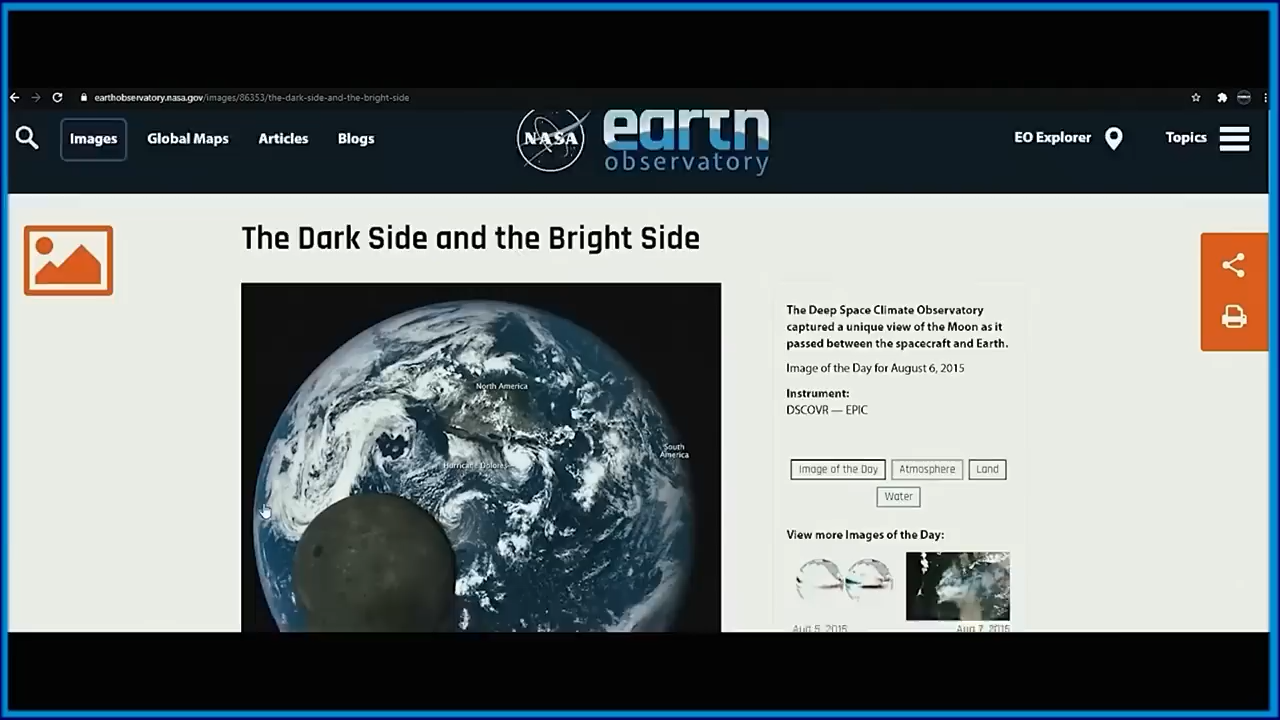 earthobservatory.nasa.gov/images/86353/the-dark-side-and-the-bright-side
Images
Global Maps
Articles
Blogs
NASA
earth
observatory
EO Explorer
Topics
The Dark Side and the Bright Side
North America
South
America
Hurricane Dolores
The Deep Space Climate Observatory
captured a unique view of the Moon as it
passed between the spacecraft and Earth.
Image of the Day for August 6, 2015
Instrument:
DSCOVR — EPIC
Image of the Day
Atmosphere
Land
Water
View more Images of the Day:
Aug 5, 2015
Aug 7, 2015